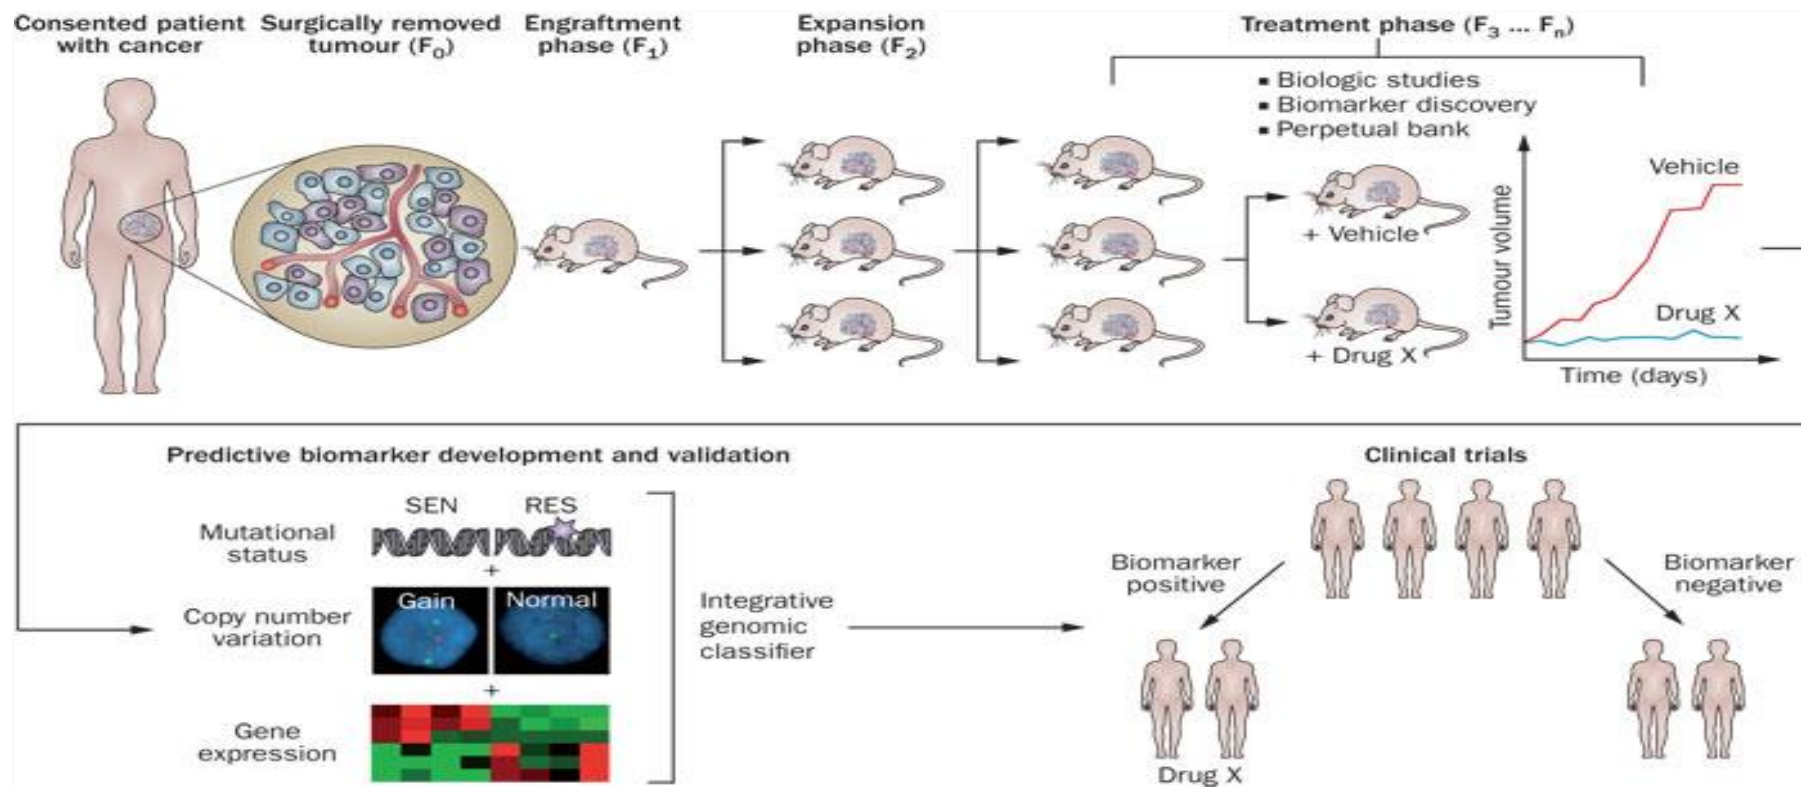 Consented patient
with cancer
Surgically removed
tumour (F0)
Engraftment
phase (F1)
Expansion
phase (F2)
Treatment phase (F3 ... Fn)
▪ Biologic studies
▪ Biomarker discovery
▪ Perpetual bank
+ Vehicle
+ Drug X
Tumour volume
Vehicle
Drug X
Time (days)
Predictive biomarker development and validation
SEN
RES
Mutational
status
+
Gain
Normal
Copy number
variation
+
Gene
expression
Integrative
genomic
classifier
Clinical trials
Biomarker
positive
Biomarker
negative
Drug X